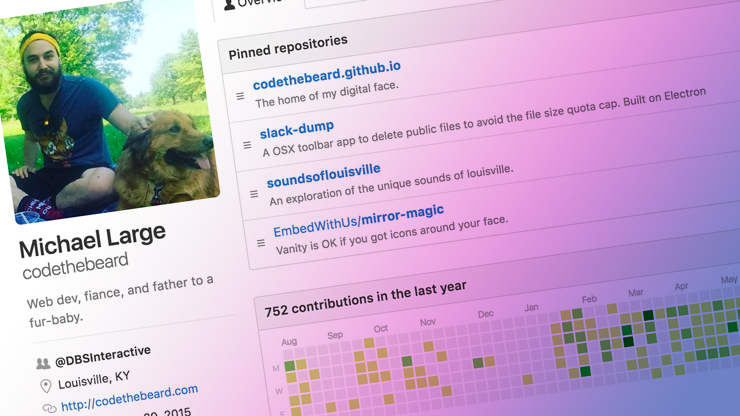 Overvie
Pinned repositories
codethebeard.github.io
The home of my digital face.
slack-dump
A OSX toolbar app to delete public files to avoid the file size quota cap. Built on Electron
soundsoflouisville
An exploration of the unique sounds of louisville.
EmbedWithUs/mirror-magic
Vanity is OK if you got icons around your face.
Michael Large
codethebeard
Web dev, fiance, and father to a
fur-baby.
@DBSInteractive
Louisville, KY
http://codethebeard.com
2015
752 contributions in the last year
Aug Sep Oct Nov Dec Jan Feb Mar Apr May
M
W
F